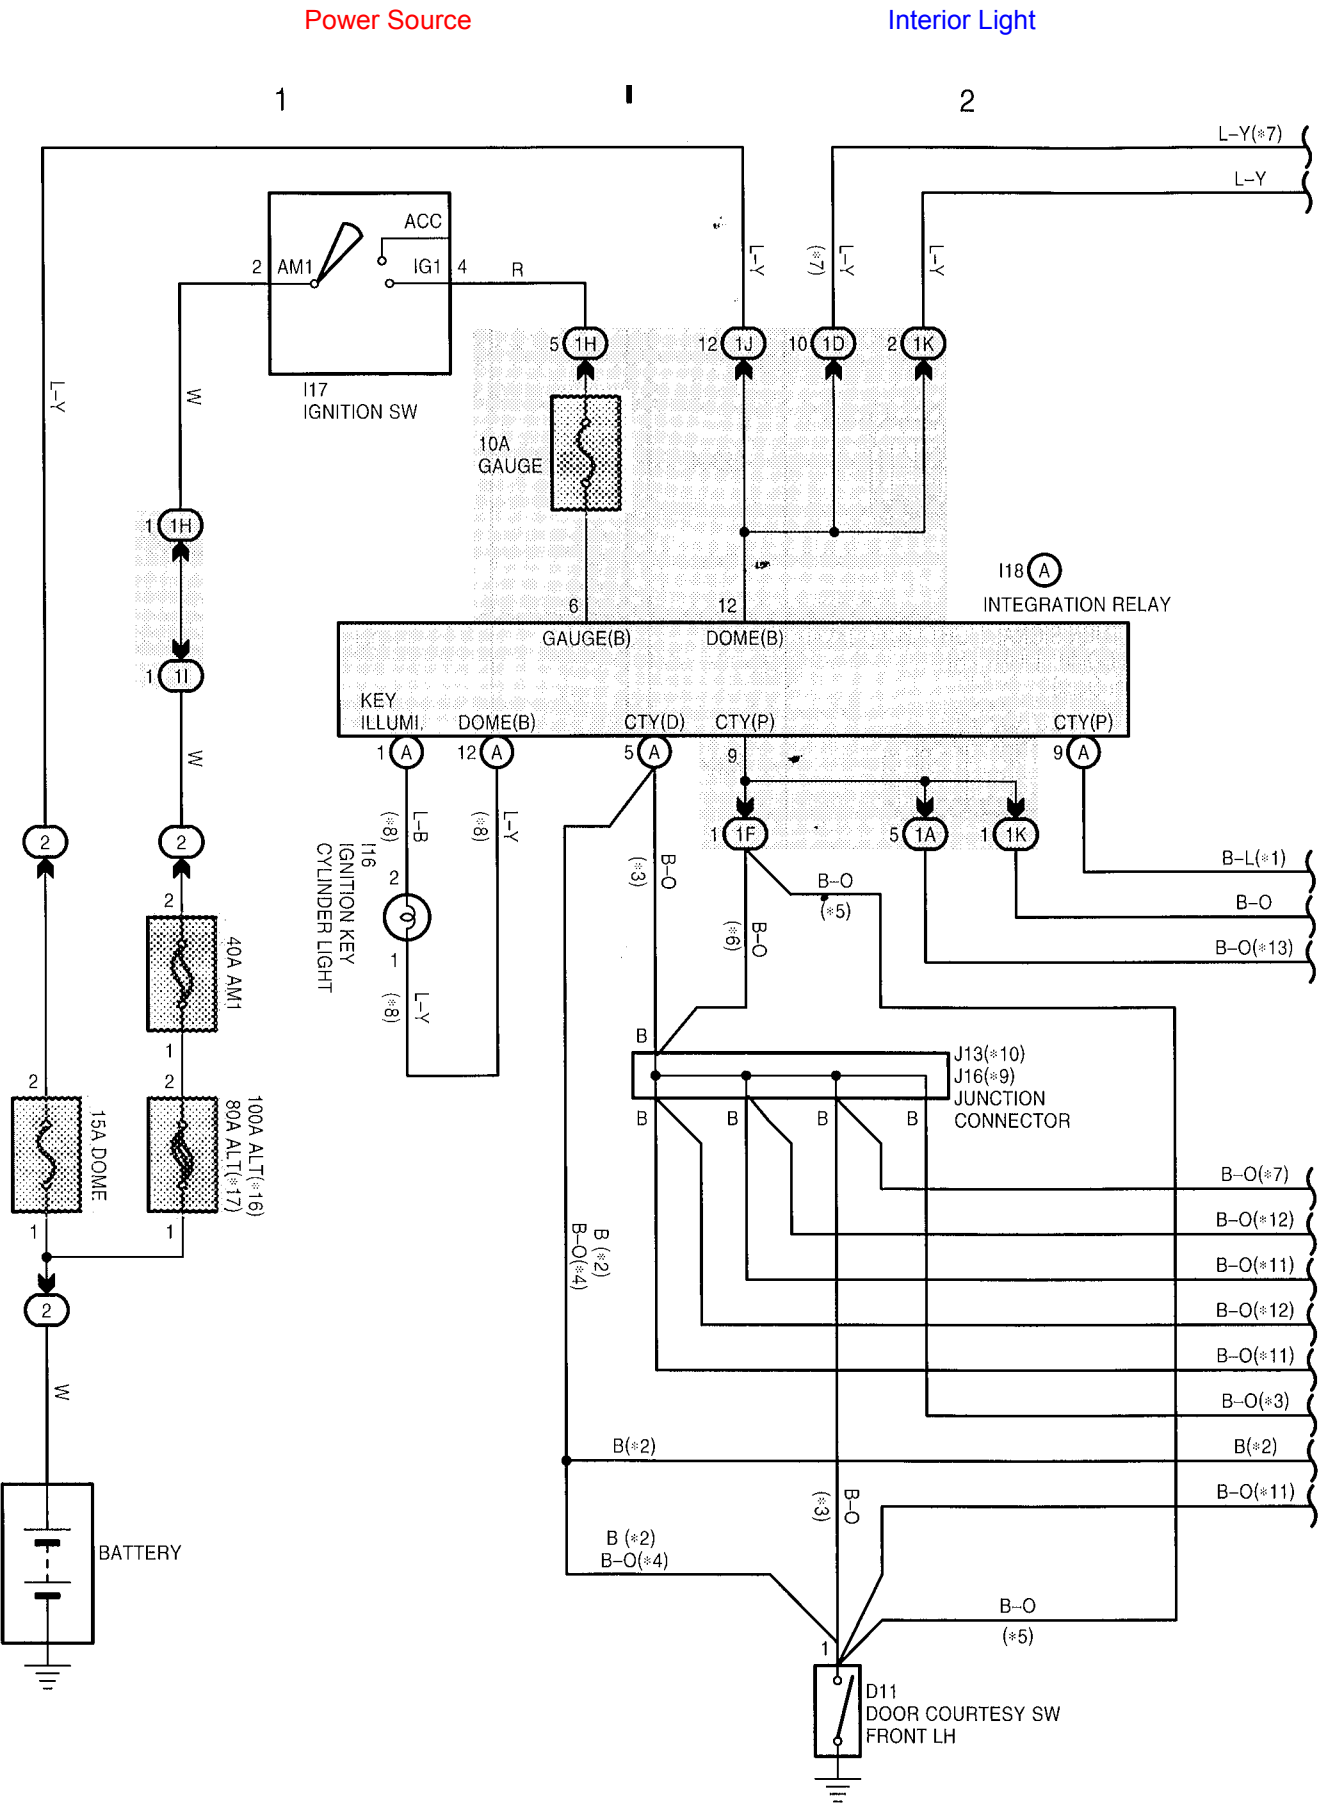 Power Source
Interior Light
1
2
L-Y(*7)
L-Y
ACC
2
AM1
IG1
4
R
L-Y
L-Y
(*7)
L-Y
L-Y
W
5
1H
12
1J
10
1D
2
1K
I17
IGNITION SW
10A
GAUGE
1
1H
I18
A
INTEGRATION RELAY
6
12
GAUGE(B)
DOME(B)
1
1I
KEY
ILLUMI.
DOME(B)
CTY(D)
CTY(P)
CTY(P)
1
A
12
A
5
A
9
9
A
W
2
2
L-B
(*8)
L-Y
(*8)
I16
IGNITION KEY
CYLINDER LIGHT
B-O
(*3)
1
1F
5
1A
1
1K
B-L(*1)
B-O
B-O(*13)
2
2
B-O
(*5)
B-O
(*6)
40A AM1
1
L-Y
(*8)
1
2
2
B
J13(*10)
J16(*9)
JUNCTION
CONNECTOR
15A DOME
100A ALT(*16)
80A ALT(*17)
B
B
B
B
1
1
B-O(*7)
B-O(*12)
B-O(*11)
B-O(*12)
B-O(*11)
B-O(*3)
B (*2)
B-O(*4)
2
W
B(*2)
B(*2)
B-O
(*3)
B-O(*11)
BATTERY
B (*2)
B-O(*4)
B-O
(*5)
1
D11
DOOR COURTESY SW
FRONT LH